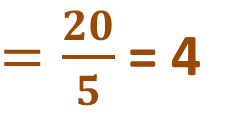 = 20/5 = 4